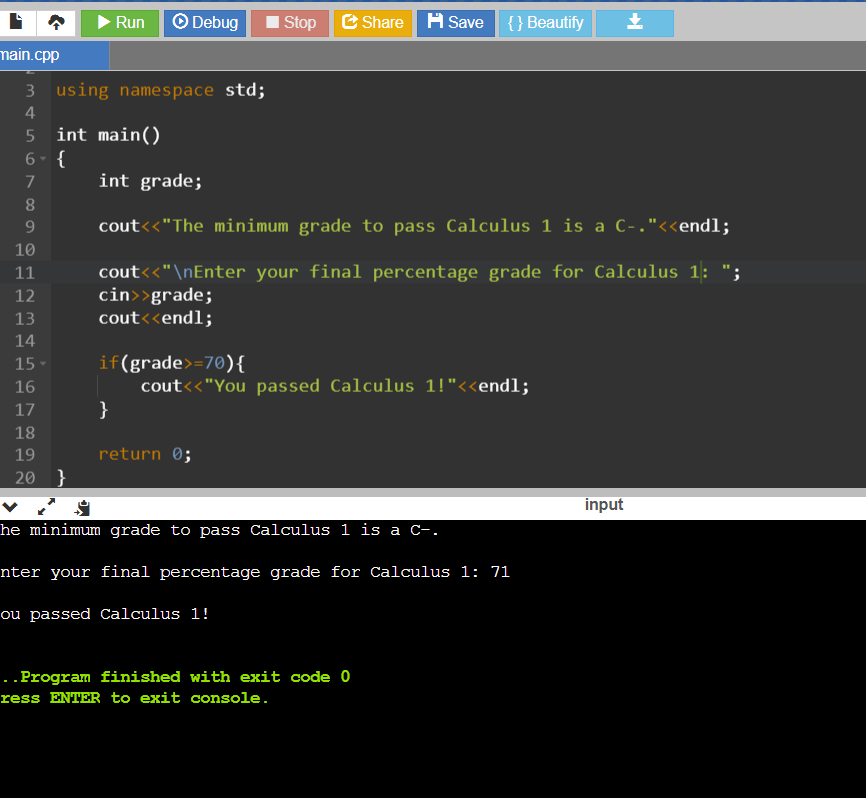 Run Debug Stop Share Save { } Beautify
main.cpp
2
3 using namespace std;
4
5 int main()
6 {
7 int grade;
8
9 cout<<"The minimum grade to pass Calculus 1 is a C-."<<endl;
10
11 cout<<"\nEnter your final percentage grade for Calculus 1: ";
12 cin>>grade;
13 cout<<endl;
14
15 if(grade>=70){
16 cout<<"You passed Calculus 1!"<<endl;
17 }
18
19 return 0;
20 }
input
he minimum grade to pass Calculus 1 is a C-.
nter your final percentage grade for Calculus 1: 71
ou passed Calculus 1!
..Program finished with exit code 0
ress ENTER to exit console.